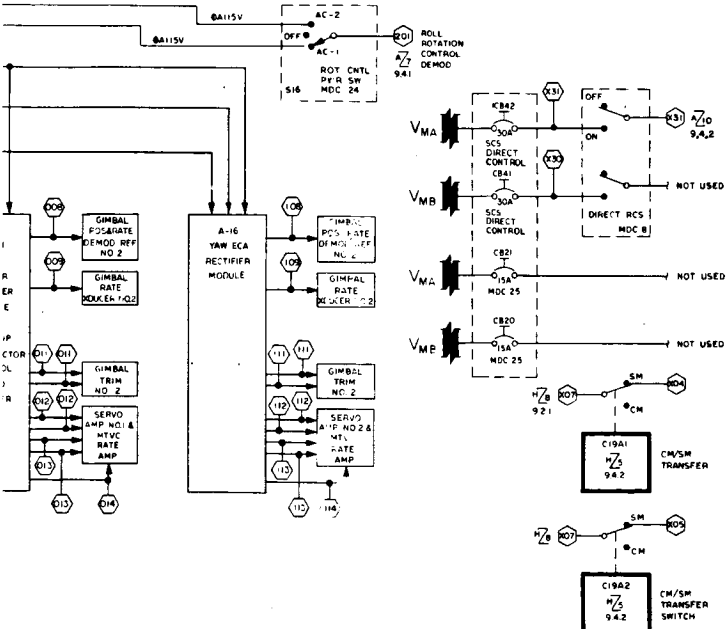 ØA115V
AC-2
OFF
ØA115V
AC-1
ROT CNTL
PWR SW
S16 MDC 24
201
ROLL
ROTATION
CONTROL
DEMOD
A/7
9.4.1
VMA
CB42
30A
SCS
DIRECT
CONTROL
X31
OFF
ON
X31
A/10
9.4.2
VMB
CB41
30A
SCS
DIRECT
CONTROL
X30
NOT USED
DIRECT RCS
MDC 8
VMA
CB21
15A
MDC 25
NOT USED
VMB
CB20
15A
MDC 25
NOT USED
008
GIMBAL
POS&RATE
DEMOD REF
NO 2
009
GIMBAL
RATE
XDUCER NO.2
011
011
GIMBAL
TRIM
NO. 2
012
012
SERVO
AMP NO.1 &
MTVC
RATE
AMP
013
013
014
A-16
YAW ECA
RECTIFIER
MODULE
108
GIMBAL
DEMOD REF
NO. 2
109
GIMBAL
RATE
XDUCER NO.2
111
111
GIMBAL
TRIM
NO. 2
112
112
SERVO
AMP NO.2 &
RATE
AMP
113
113
114
H/8
9.2.1
X07
SM
CM
X04
C19A1
H/5
9.4.2
CM/SM
TRANSFER
H/8
X07
SM
CM
X05
C19A2
H/5
9.4.2
CM/SM
TRANSFER
SWITCH